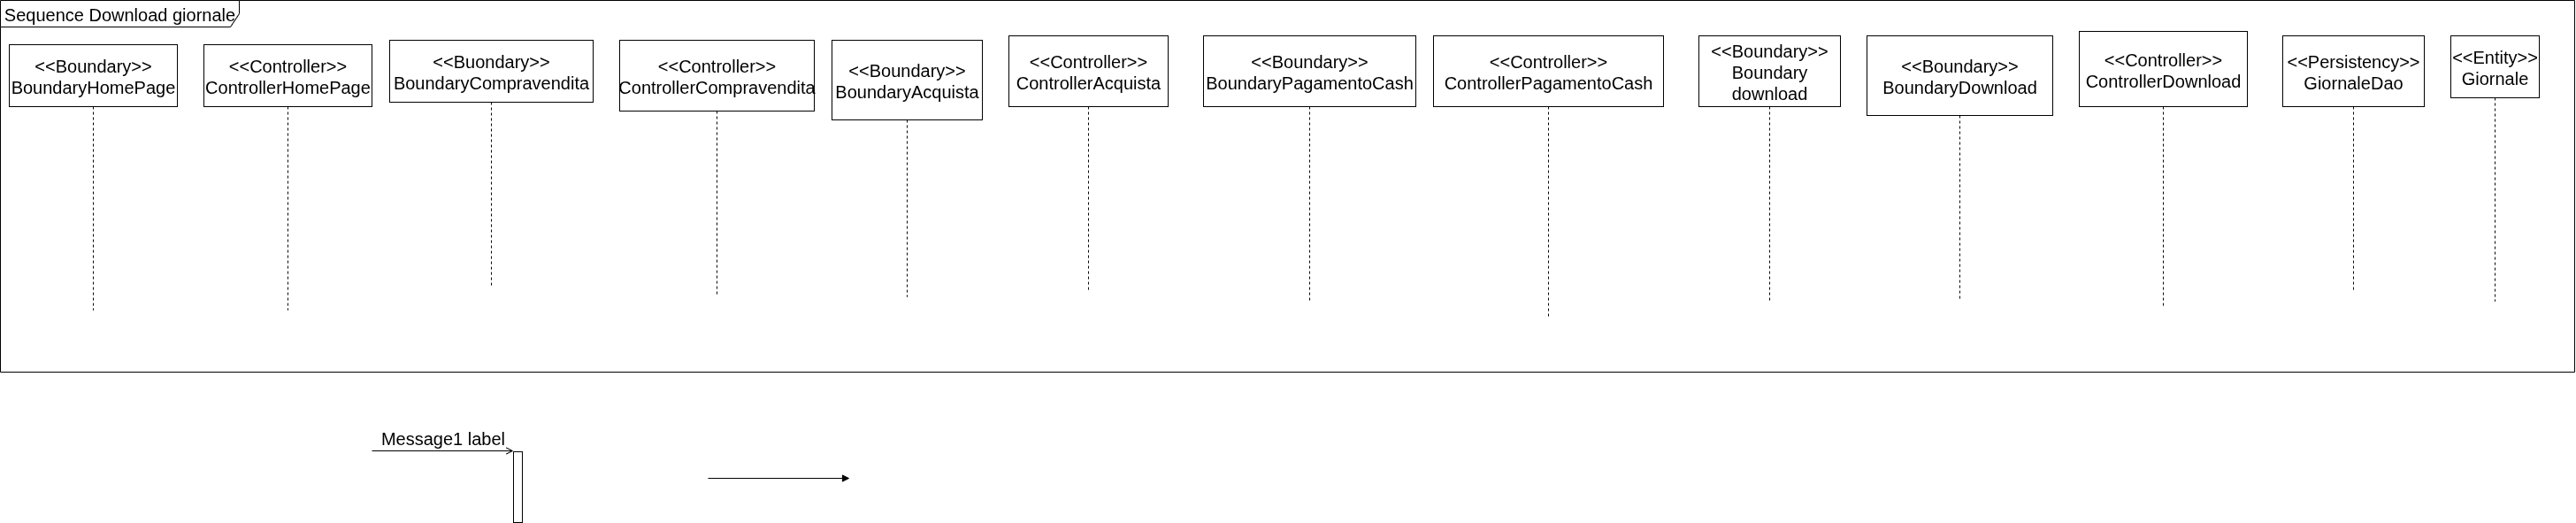 Sequence Download giornale
<<Boundary>>
BoundaryHomePage
<<Controller>>
ControllerHomePage
<<Buondary>>
BoundaryCompravendita
<<Controller>>
ControllerCompravendita
<<Boundary>>
BoundaryAcquista
<<Controller>>
ControllerAcquista
<<Boundary>>
BoundaryPagamentoCash
<<Controller>>
ControllerPagamentoCash
<<Boundary>>
Boundary
download
<<Boundary>>
BoundaryDownload
<<Controller>>
ControllerDownload
<<Persistency>>
GiornaleDao
<<Entity>>
Giornale
Message1 label